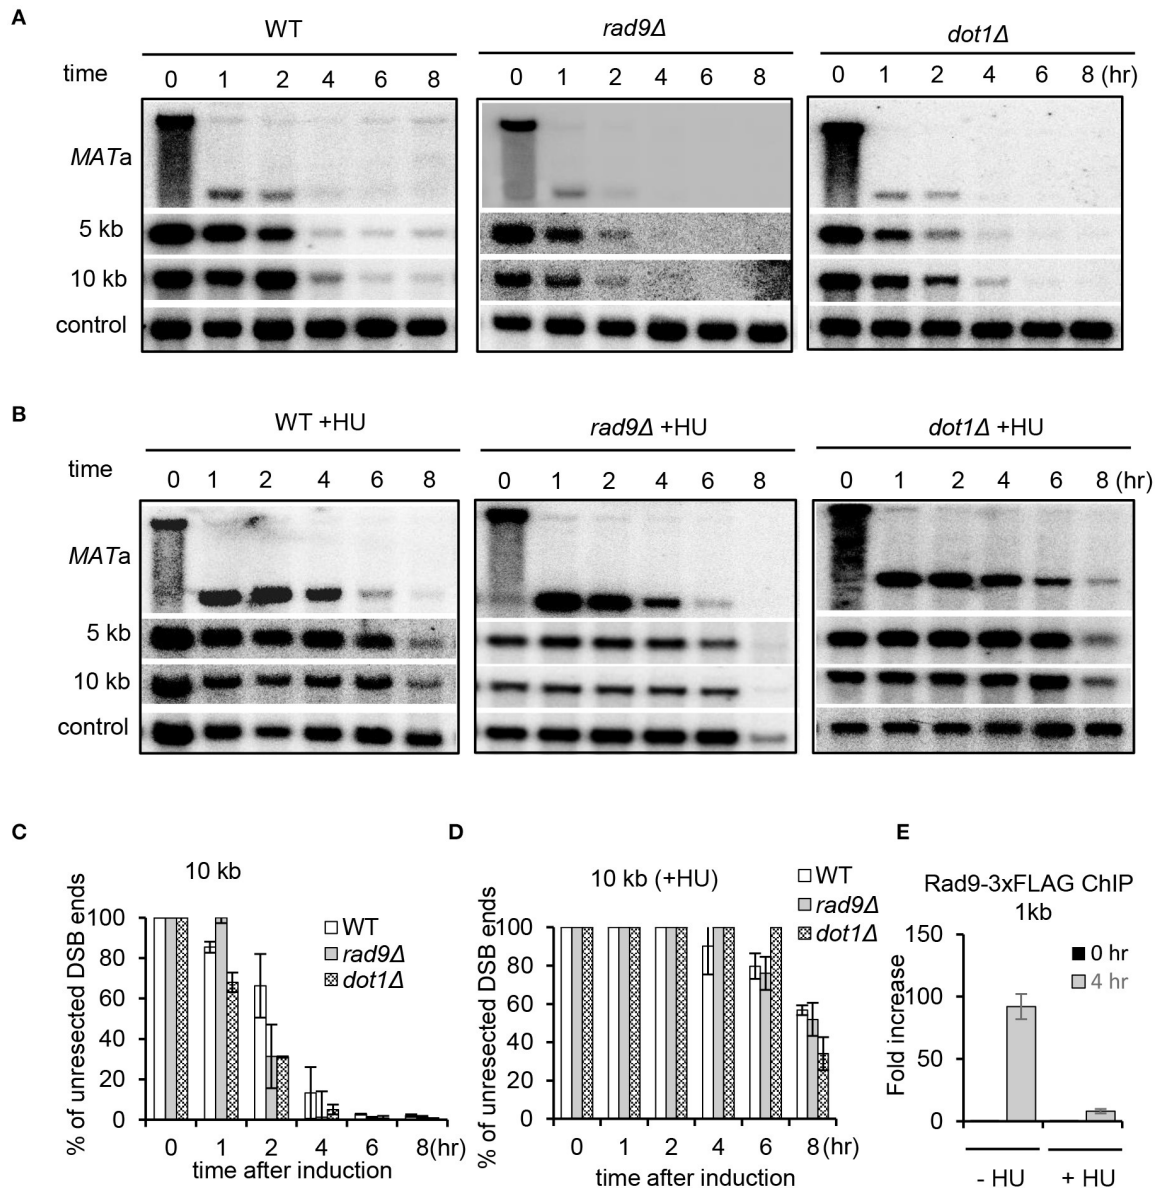 A
WT
rad9Δ
dot1Δ
time
0 1 2 4 6 8
0 1 2 4 6 8
0 1 2 4 6 8 (hr)
MATa
5 kb
10 kb
control
B
WT +HU
rad9Δ +HU
dot1Δ +HU
time
0 1 2 4 6 8
0 1 2 4 6 8
0 1 2 4 6 8 (hr)
MATa
5 kb
10 kb
control
C
10 kb
% of unresected DSB ends
100
80
60
40
20
0
WT
rad9Δ
dot1Δ
0 1 2 4 6 8(hr)
time after induction
D
10 kb (+HU)
% of unresected DSB ends
100
80
60
40
20
0
WT
rad9Δ
dot1Δ
0 1 2 4 6 8(hr)
time after induction
E
Rad9-3xFLAG ChIP
1kb
Fold increase
150
100
50
0
0 hr
4 hr
- HU
+ HU